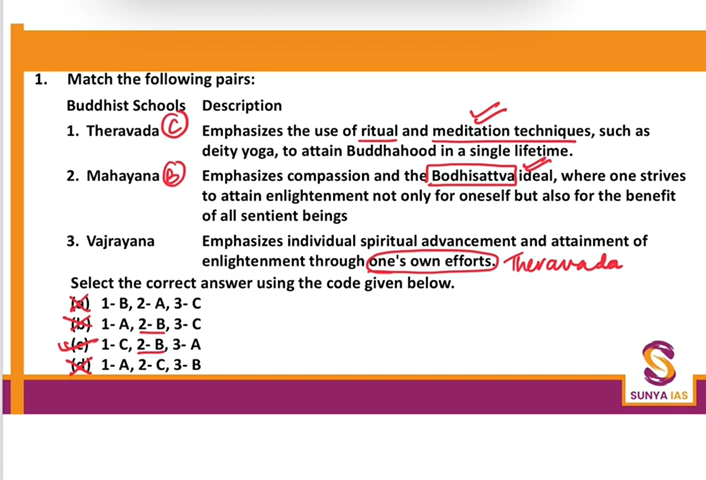 1. Match the following pairs:
Buddhist Schools Description
1. Theravada C Emphasizes the use of ritual and meditation techniques, such as
deity yoga, to attain Buddhahood in a single lifetime.
2. Mahayana B Emphasizes compassion and the Bodhisattva ideal, where one strives
to attain enlightenment not only for oneself but also for the benefit
of all sentient beings
3. Vajrayana Emphasizes individual spiritual advancement and attainment of
enlightenment through one's own efforts. Theravada
Select the correct answer using the code given below.
(a) 1- B, 2- A, 3- C
(b) 1- A, 2- B, 3- C
(c) 1- C, 2- B, 3- A
(d) 1- A, 2- C, 3- B
SUNYA IAS